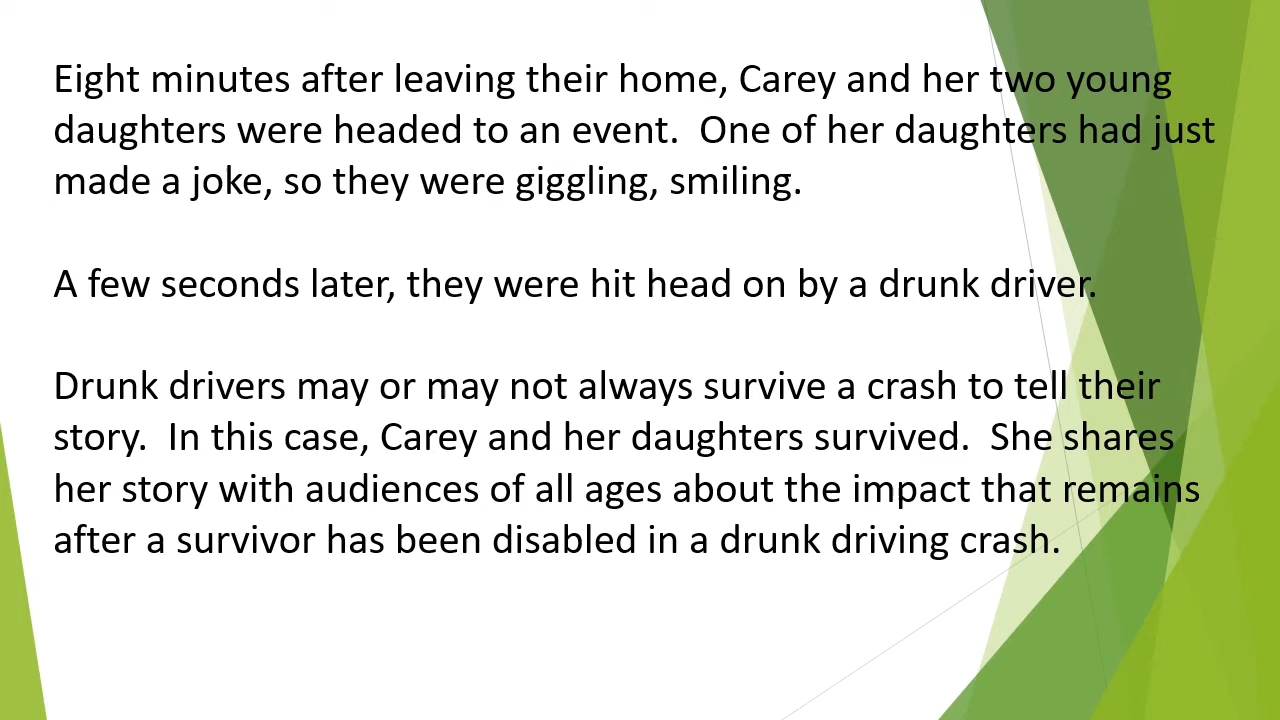 Eight minutes after leaving their home, Carey and her two young
daughters were headed to an event.  One of her daughters had just
made a joke, so they were giggling, smiling.
A few seconds later, they were hit head on by a drunk driver.
Drunk drivers may or may not always survive a crash to tell their
story.  In this case, Carey and her daughters survived.  She shares
her story with audiences of all ages about the impact that remains
after a survivor has been disabled in a drunk driving crash.